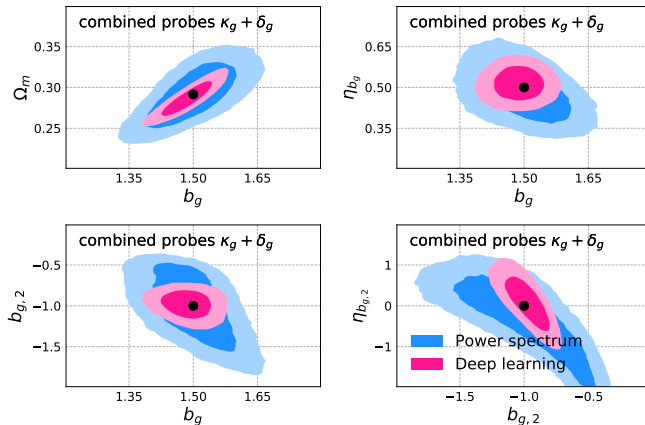 combined probes κg + δg
combined probes κg + δg
0.35
0.30
0.25
Ωm
0.65
0.50
0.35
ηbg
1.35 1.50 1.65
1.35 1.50 1.65
bg
bg
combined probes κg + δg
combined probes κg + δg
−0.5
−1.0
−1.5
bg, 2
1
0
−1
ηbg, 2
Power spectrum
Deep learning
1.35 1.50 1.65
−1.5 −1.0 −0.5
bg
bg, 2